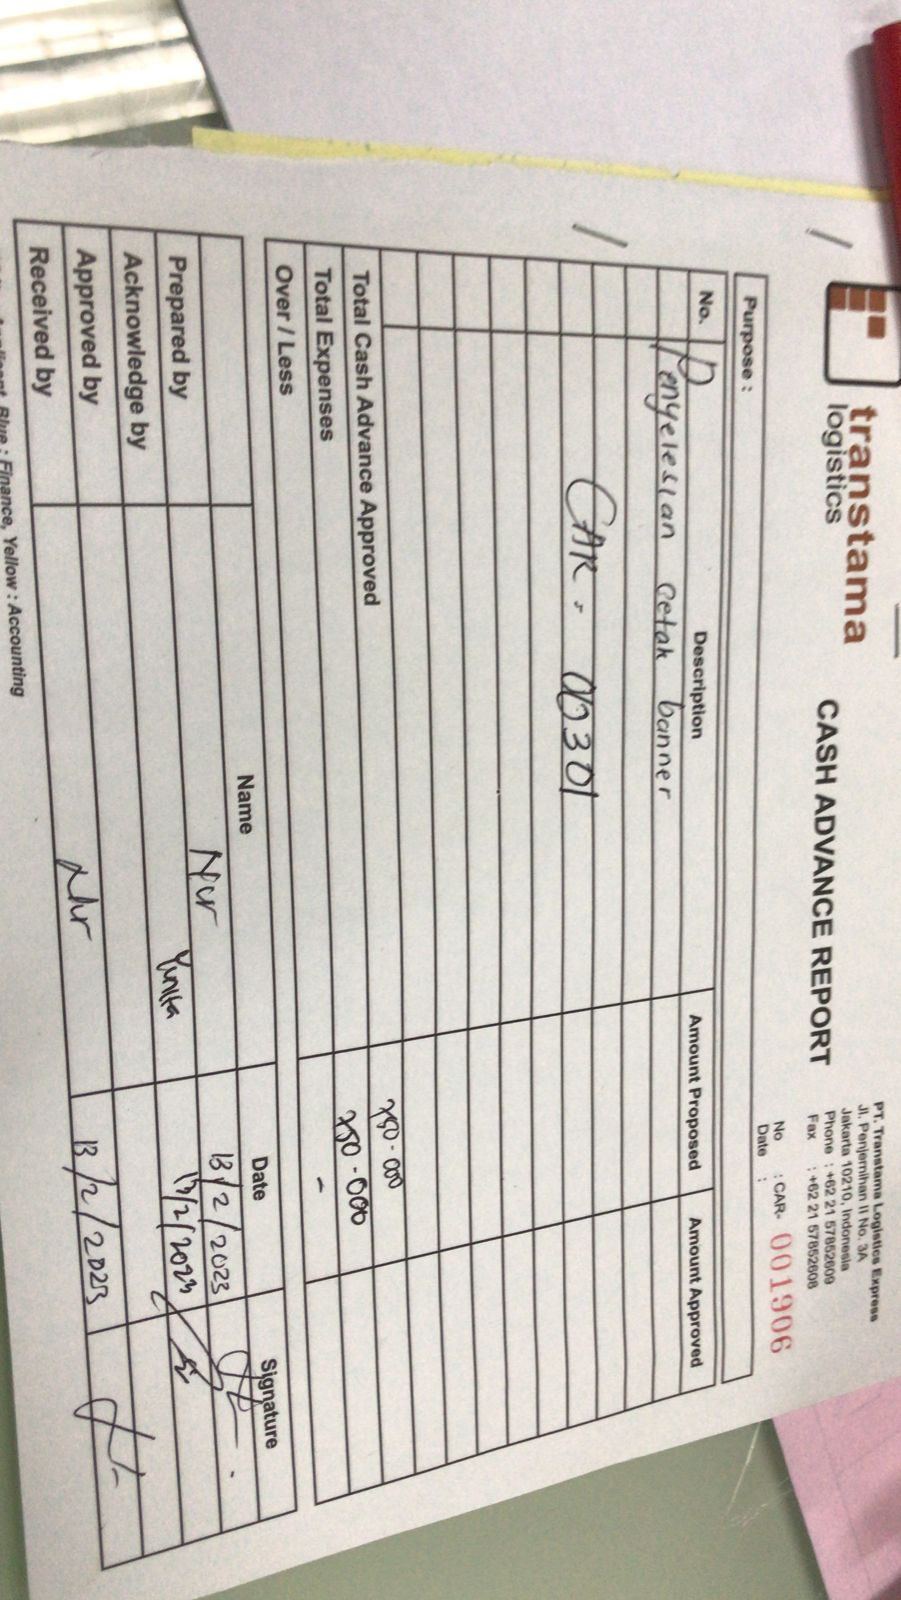 transtama
logistics
CASH ADVANCE REPORT
PT. Transtama Logistics Express
Jl. Penjernihan II No. 3A
Jakarta 10210, Indonesia
Phone : +62 21 57852609
Fax : +62 21 57852608
No : CAR- 001906
Date :
Purpose :
No. Description Amount Proposed Amount Approved
Penyelesian cetak banner
CAR - 00301
Total Cash Advance Approved 750.000
Total Expenses 750.000
Over / Less -
Name Date Signature
Prepared by Nur 13/2/2023
Acknowledge by Yunita 13/2/2023
Approved by
Received by Nur 13/2/2023
Blue : Finance, Yellow : Accounting